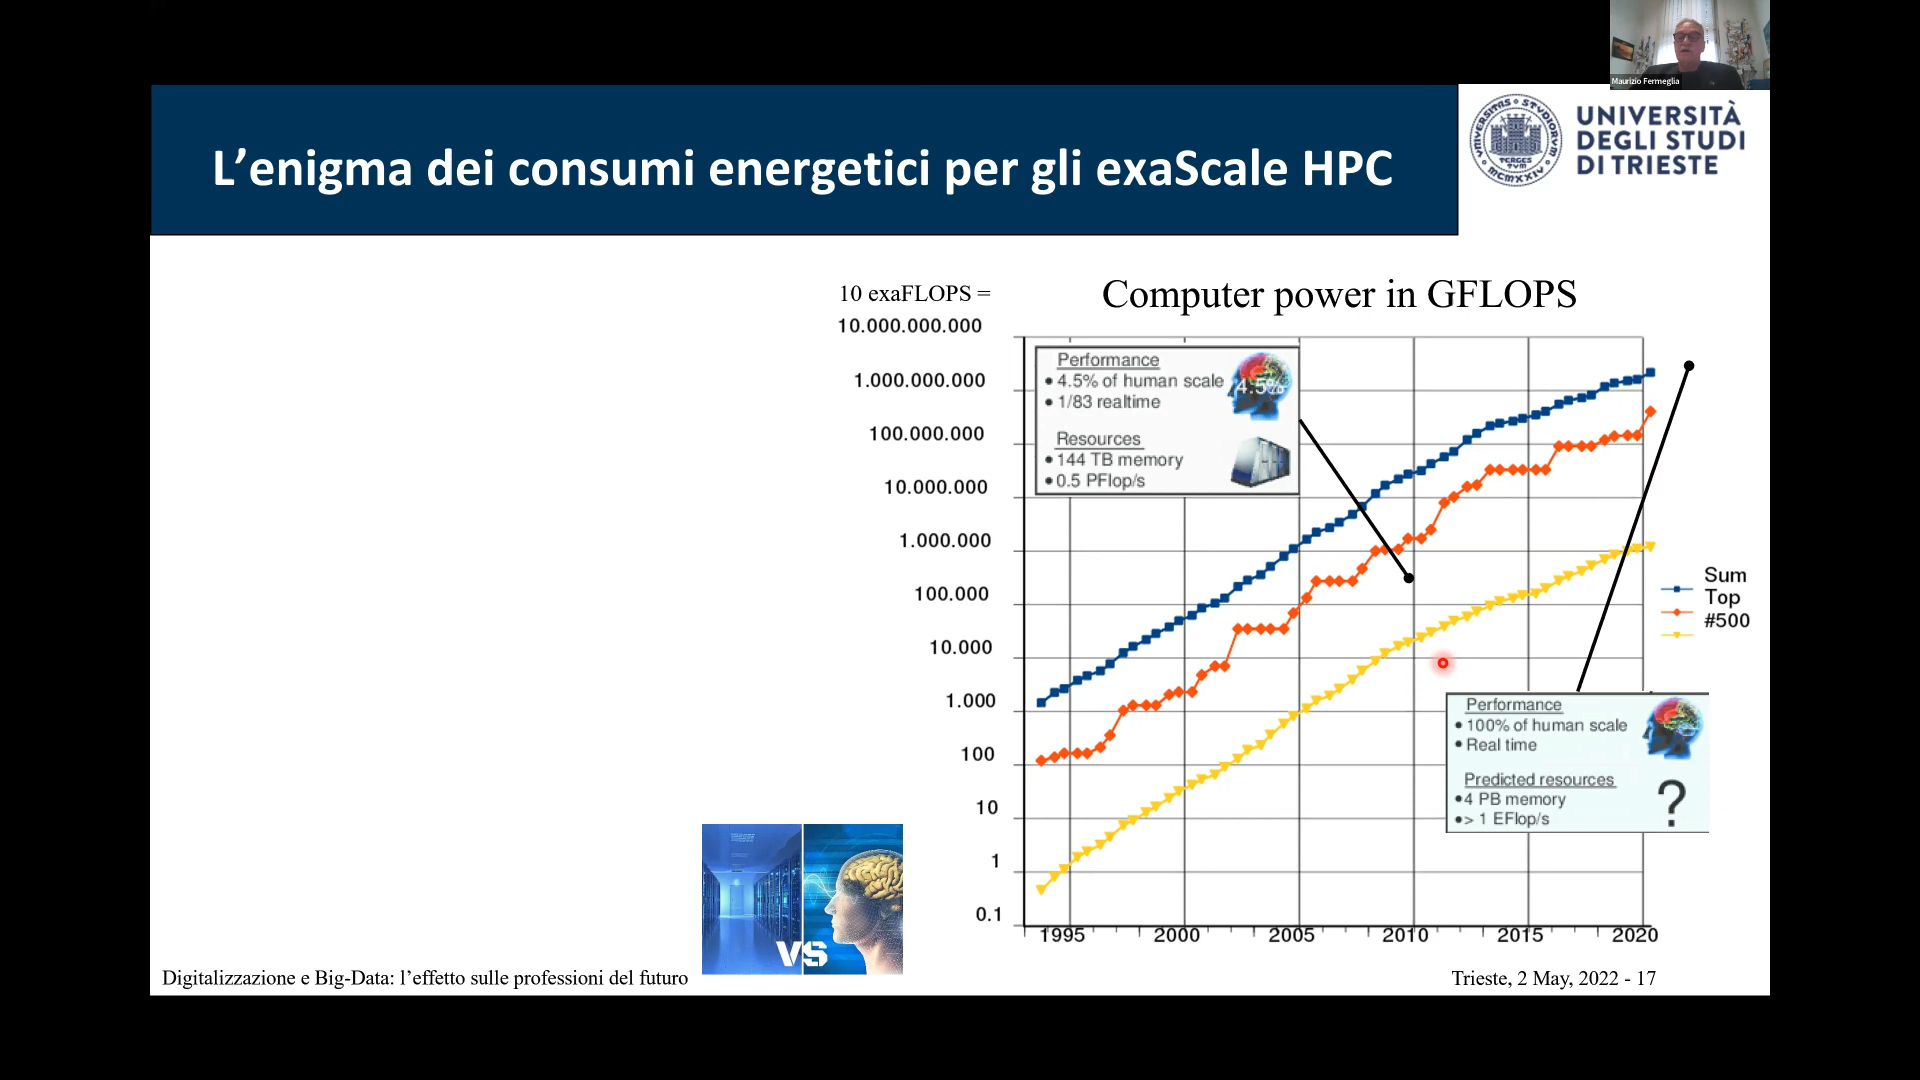 Maurizio Fermeglia
L'enigma dei consumi energetici per gli exaScale HPC
UNIVERSITÀ
DEGLI STUDI
DI TRIESTE
TERGES
TVM
MCMXXIV
10 exaFLOPS =
Computer power in GFLOPS
10.000.000.000
1.000.000.000
100.000.000
10.000.000
1.000.000
100.000
10.000
1.000
100
10
1
0.1
Performance
• 4.5% of human scale
• 1/83 realtime
4.5%
Resources
• 144 TB memory
• 0.5 PFlop/s
Sum
Top
#500
Performance
• 100% of human scale
• Real time
Predicted resources
• 4 PB memory
• > 1 EFlop/s
?
1995 2000 2005 2010 2015 2020
VS
Digitalizzazione e Big-Data: l'effetto sulle professioni del futuro
Trieste, 2 May, 2022 - 17